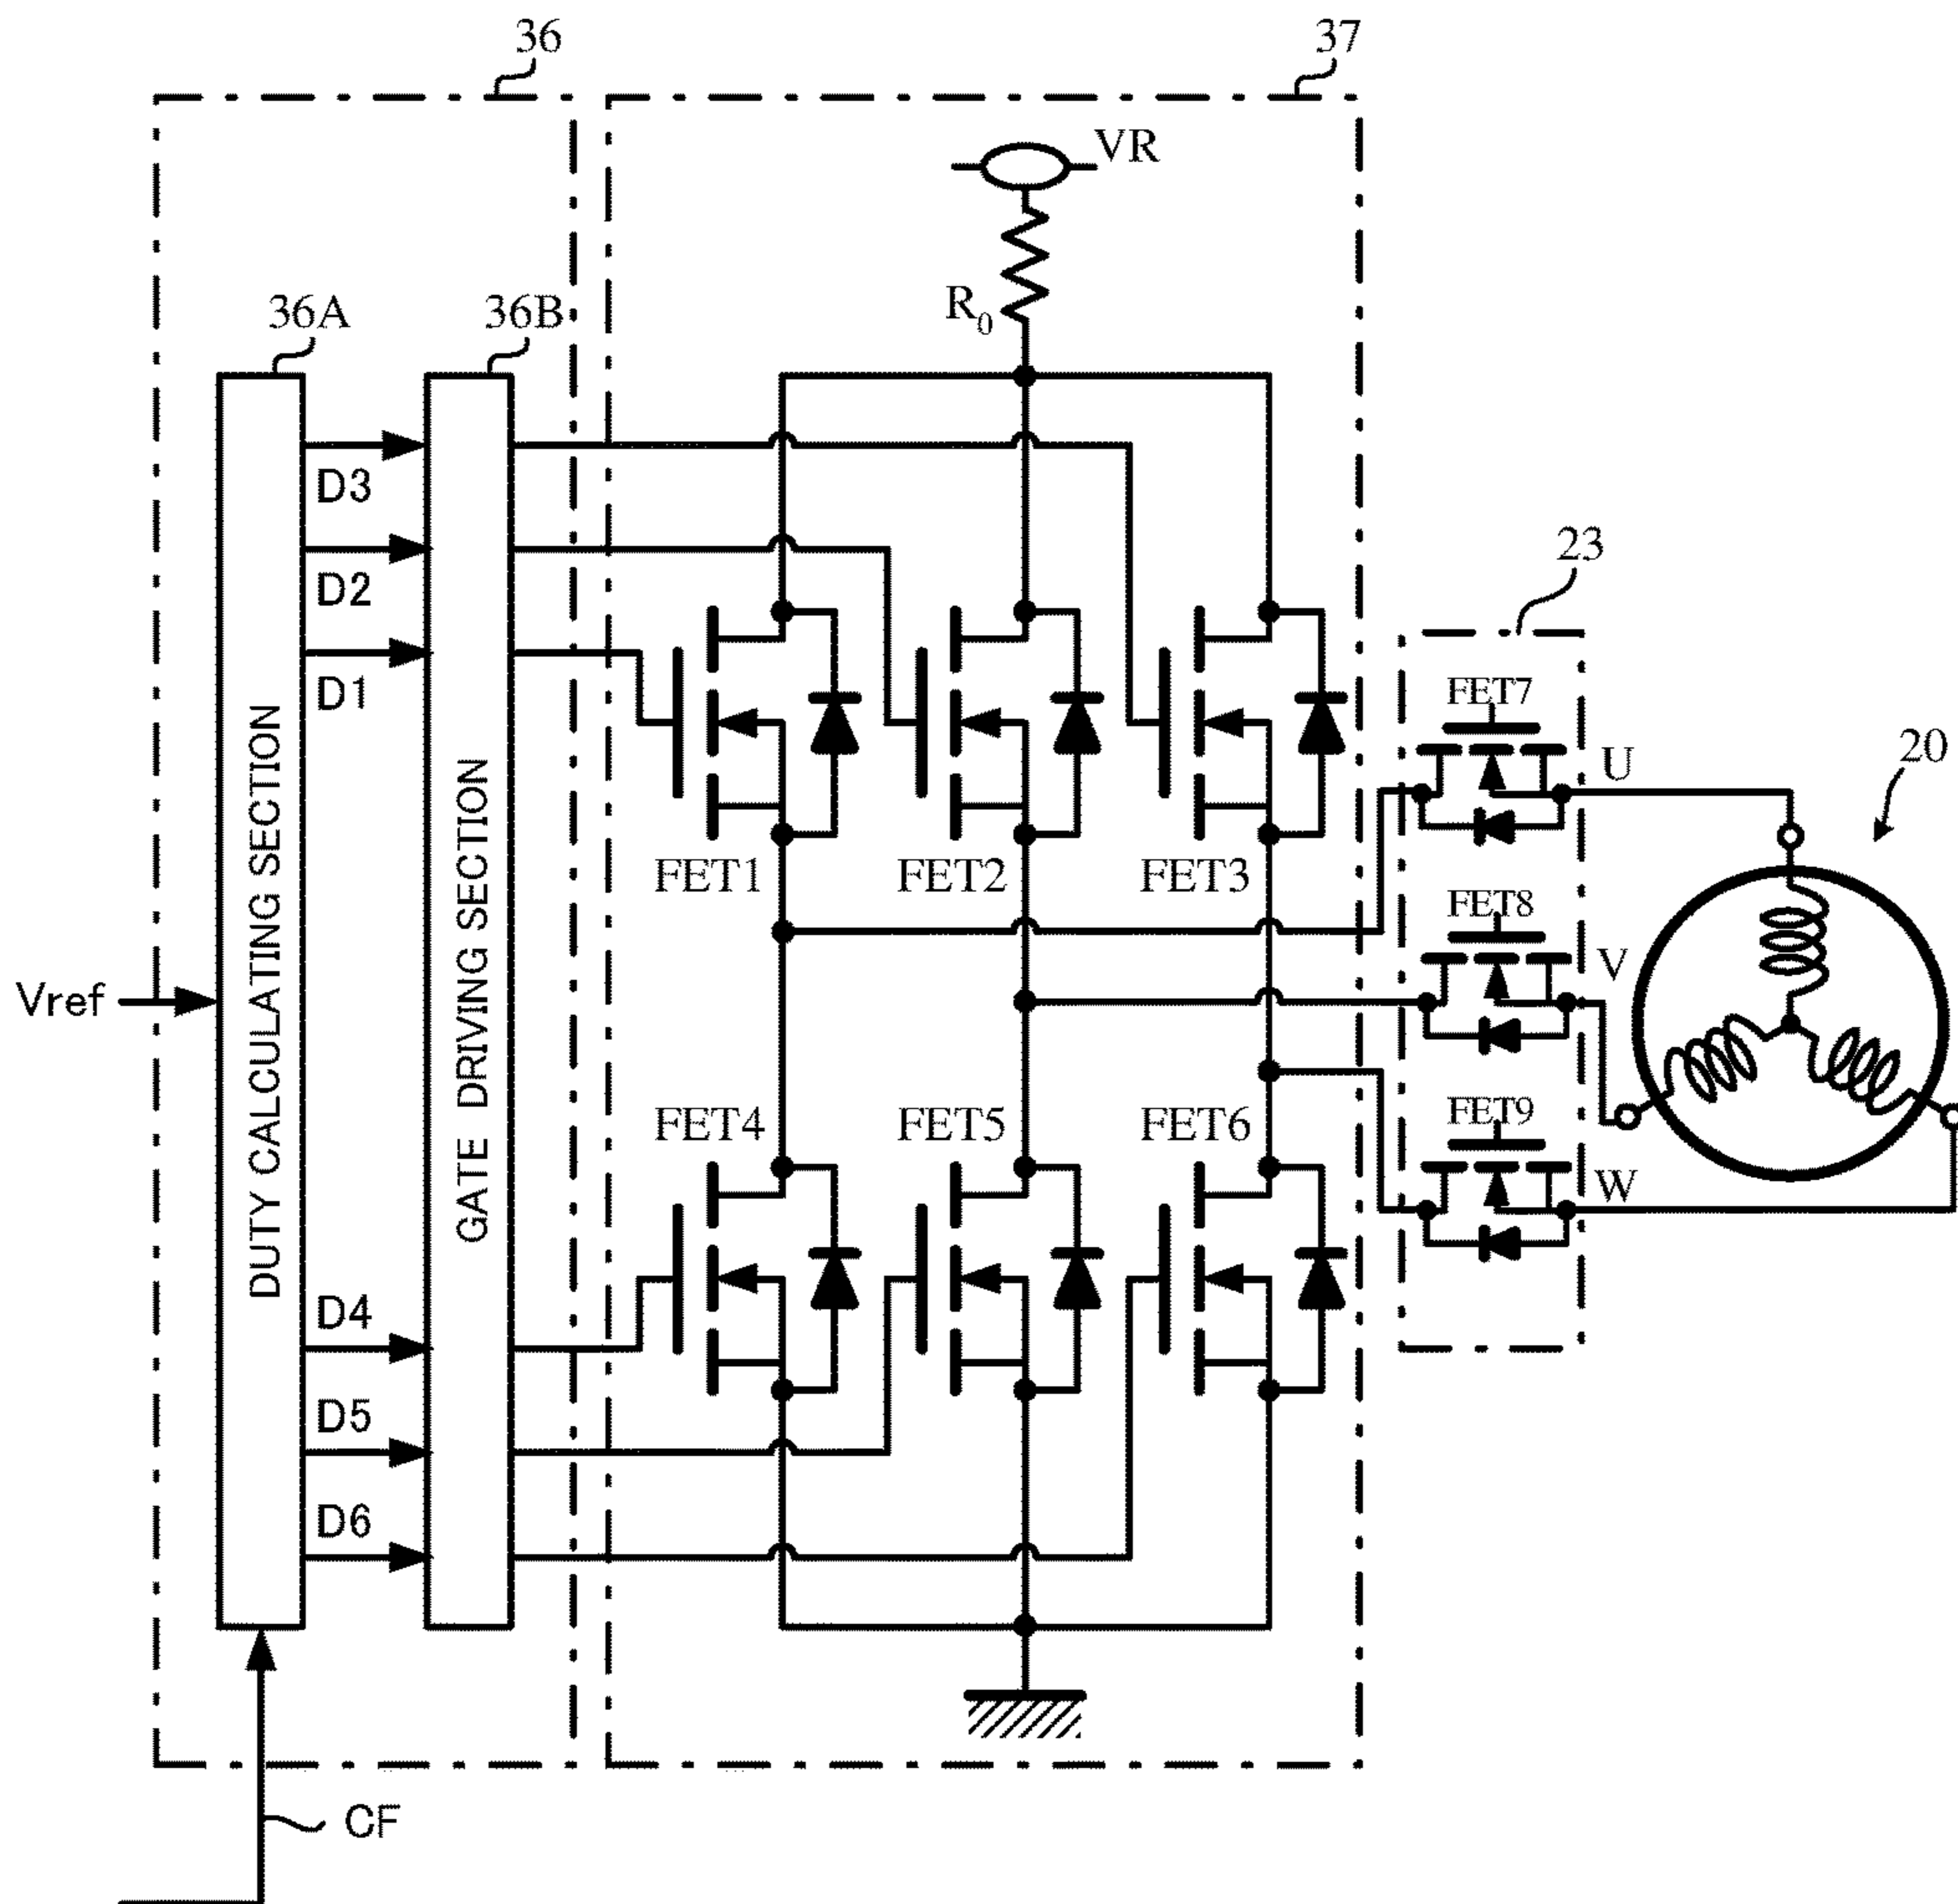 36
37
VR
R0
36A
36B
D3
D2
D1
DUTY CALCULATING SECTION
GATE DRIVING SECTION
23
FET7
U
20
FET1
FET2
FET3
FET8
V
Vref
FET4
FET5
FET6
FET9
W
D4
D5
D6
CF